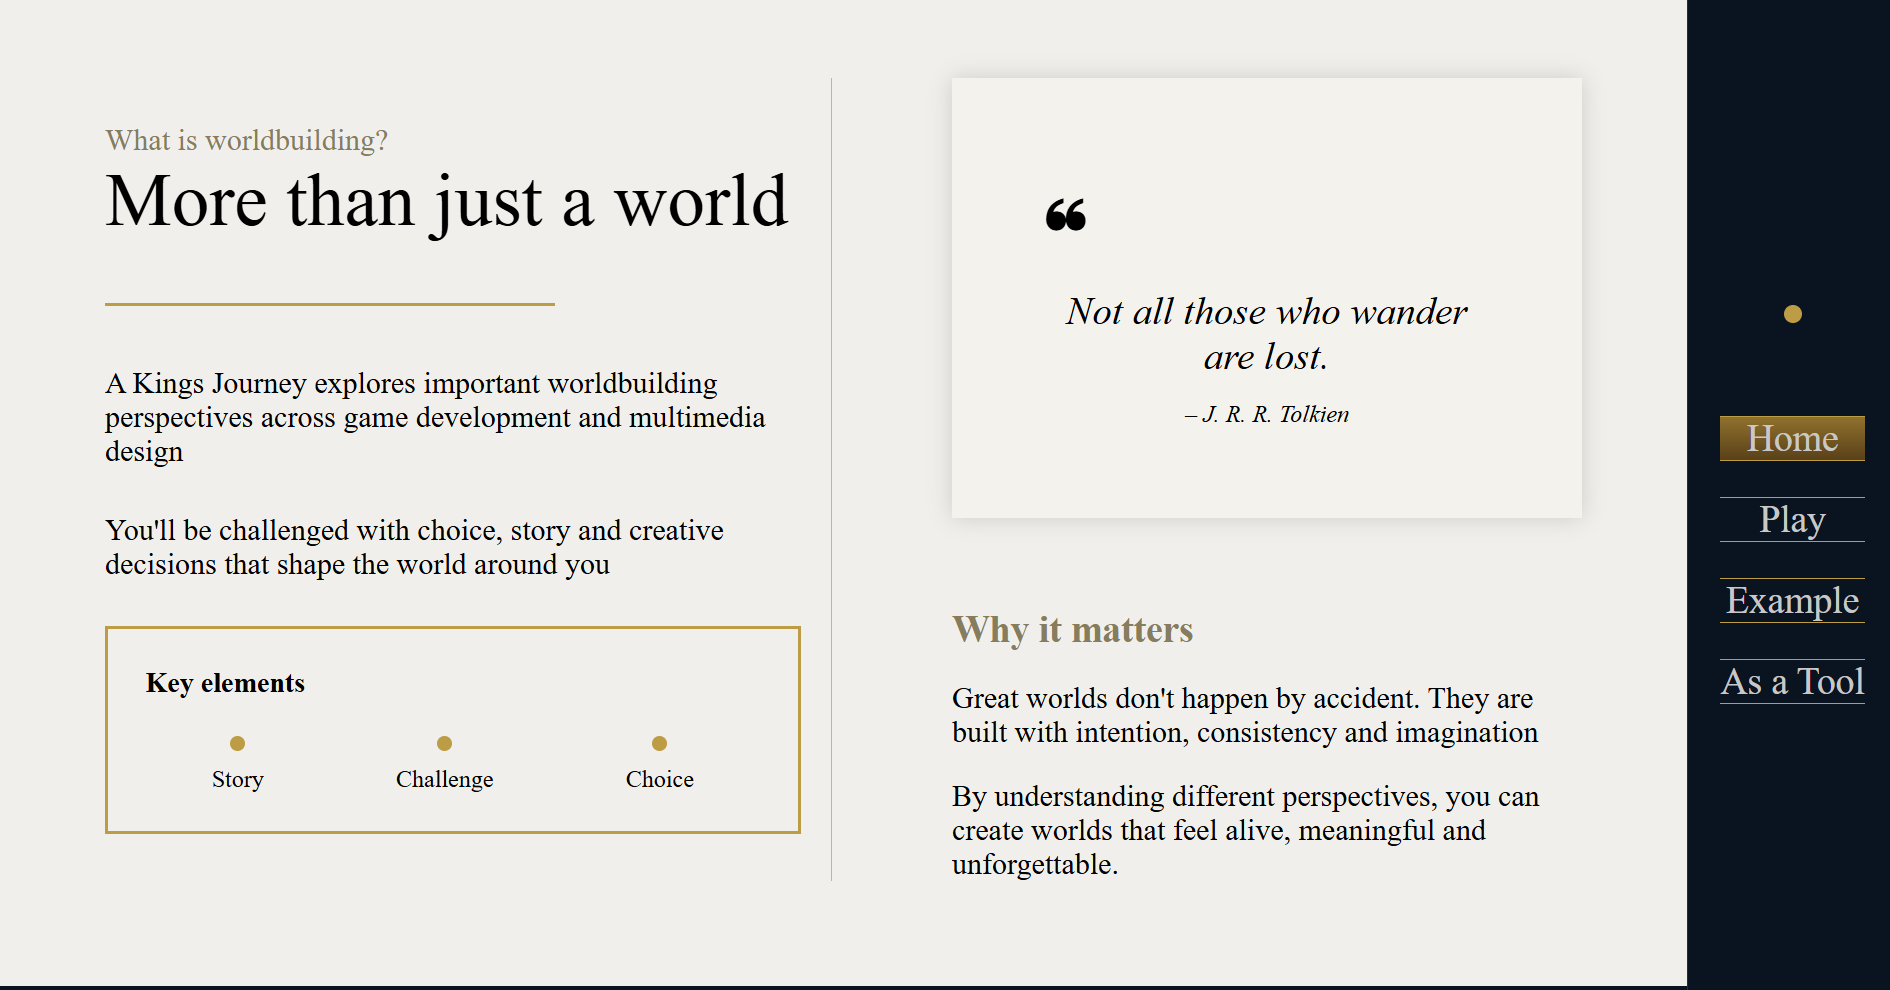 What is worldbuilding?
More than just a world
A Kings Journey explores important worldbuilding
perspectives across game development and multimedia
design
You'll be challenged with choice, story and creative
decisions that shape the world around you
Key elements
Story
Challenge
Choice
❝
Not all those who wander
are lost.
– J. R. R. Tolkien
Why it matters
Great worlds don't happen by accident. They are
built with intention, consistency and imagination
By understanding different perspectives, you can
create worlds that feel alive, meaningful and
unforgettable.
Home
Play
Example
As a Tool